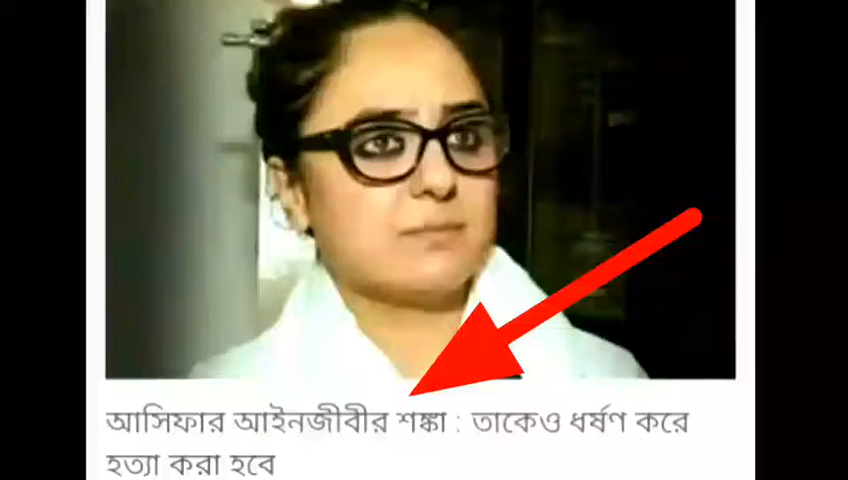 আসিফার আইনজীবীর শঙ্কা : তাকেও ধর্ষণ করে
হত্যা করা হবে